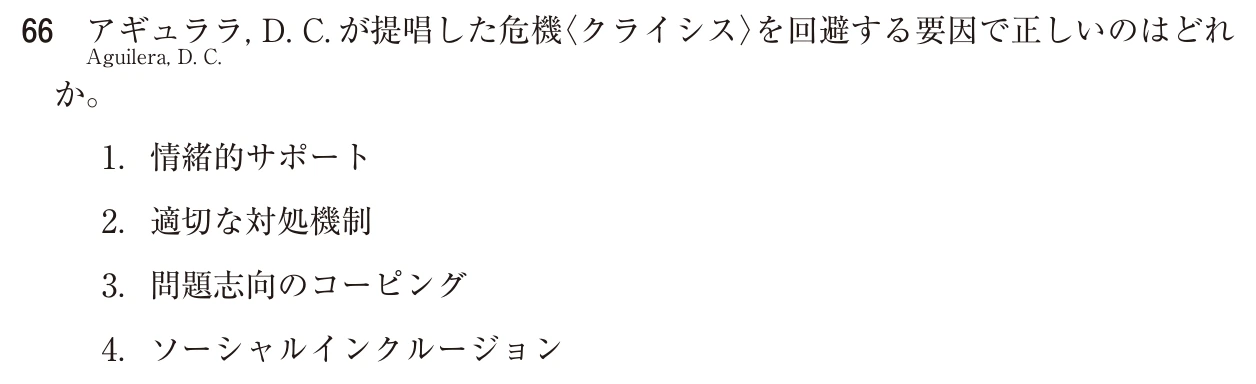 66 アギュララ, D. C. が提唱した危機〈クライシス〉を回避する要因で正しいのはどれ
Aguilera, D. C.
か。
1. 情緒的サポート
2. 適切な対処機制
3. 問題志向のコーピング
4. ソーシャルインクルージョン